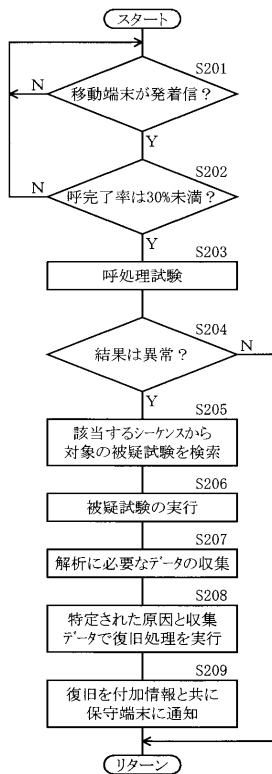 スタート
S201
移動端末が発着信？
N
Y
S202
呼完了率は30%未満？
N
Y
S203
呼処理試験
S204
結果は異常？
N
Y
S205
該当するシーケンスから
対象の被疑試験を検索
S206
被疑試験の実行
S207
解析に必要なデータの収集
S208
特定された原因と収集
データで復旧処理を実行
S209
復旧を付加情報と共に
保守端末に通知
リターン